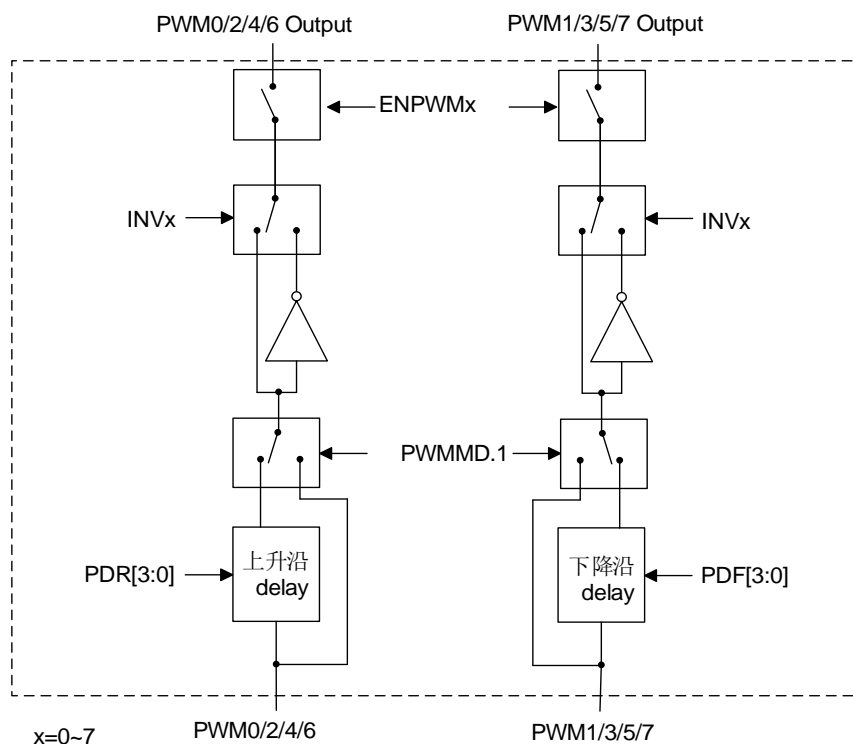 PWM0/2/4/6 Output
PWM1/3/5/7 Output
ENPWMx
INVx
INVx
PWMMD.1
PDR[3:0]
上升沿
delay
下降沿
delay
PDF[3:0]
x=0~7
PWM0/2/4/6
PWM1/3/5/7